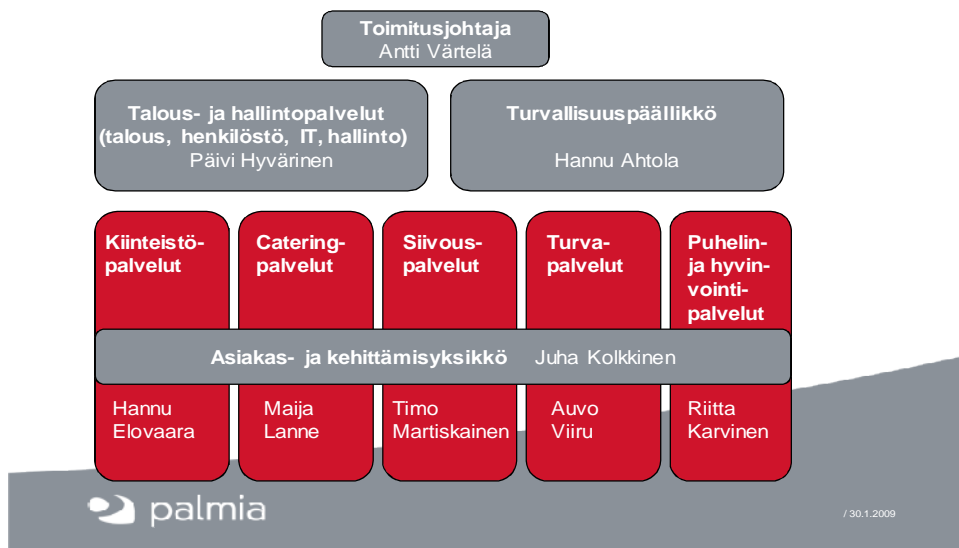 Toimitusjohtaja
Antti Värtelä
Talous- ja hallintopalvelut
(talous, henkilöstö, IT, hallinto)
Päivi Hyvärinen
Turvallisuuspäällikkö
Hannu Ahtola
Kiinteistö-
palvelut
Catering-
palvelut
Siivous-
palvelut
Turva-
palvelut
Puhelin-
ja hyvin-
vointi-
palvelut
Asiakas- ja kehittämisyksikkö Juha Kolkkinen
Hannu
Elovaara
Maija
Lanne
Timo
Martiskainen
Auvo
Viiru
Riitta
Karvinen
palmia
/ 30.1.2009